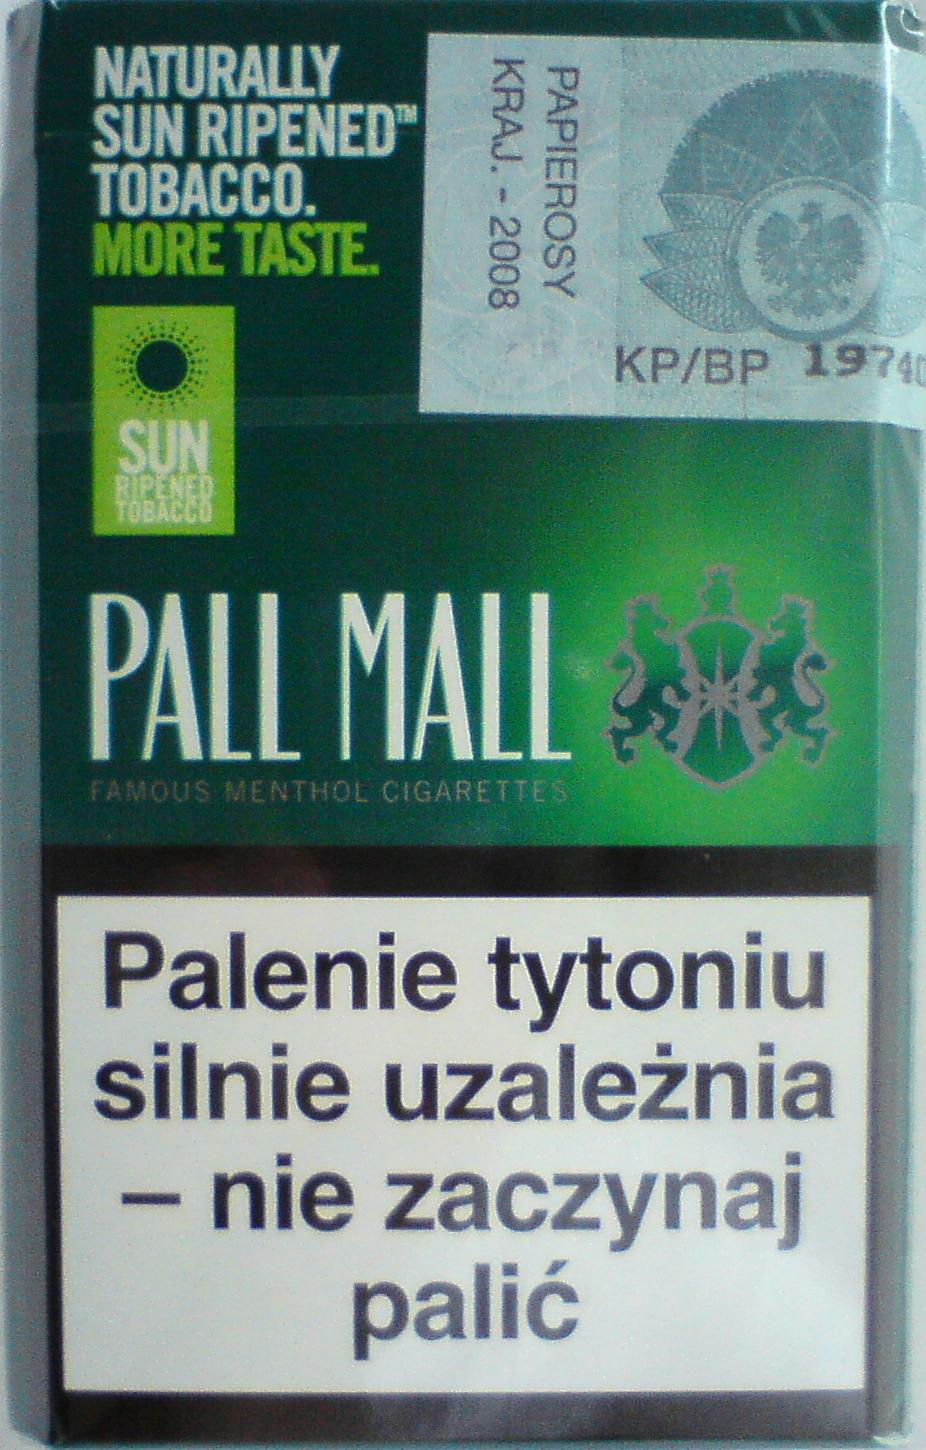 NATURALLY
SUN RIPENED™
TOBACCO.
MORE TASTE.
PAPIEROSY
KRAJ. - 2008
KP/BP 19740
SUN
RIPENED
TOBACCO
PALL MALL
FAMOUS MENTHOL CIGARETTES
Palenie tytoniu
silnie uzależnia
– nie zaczynaj
palić